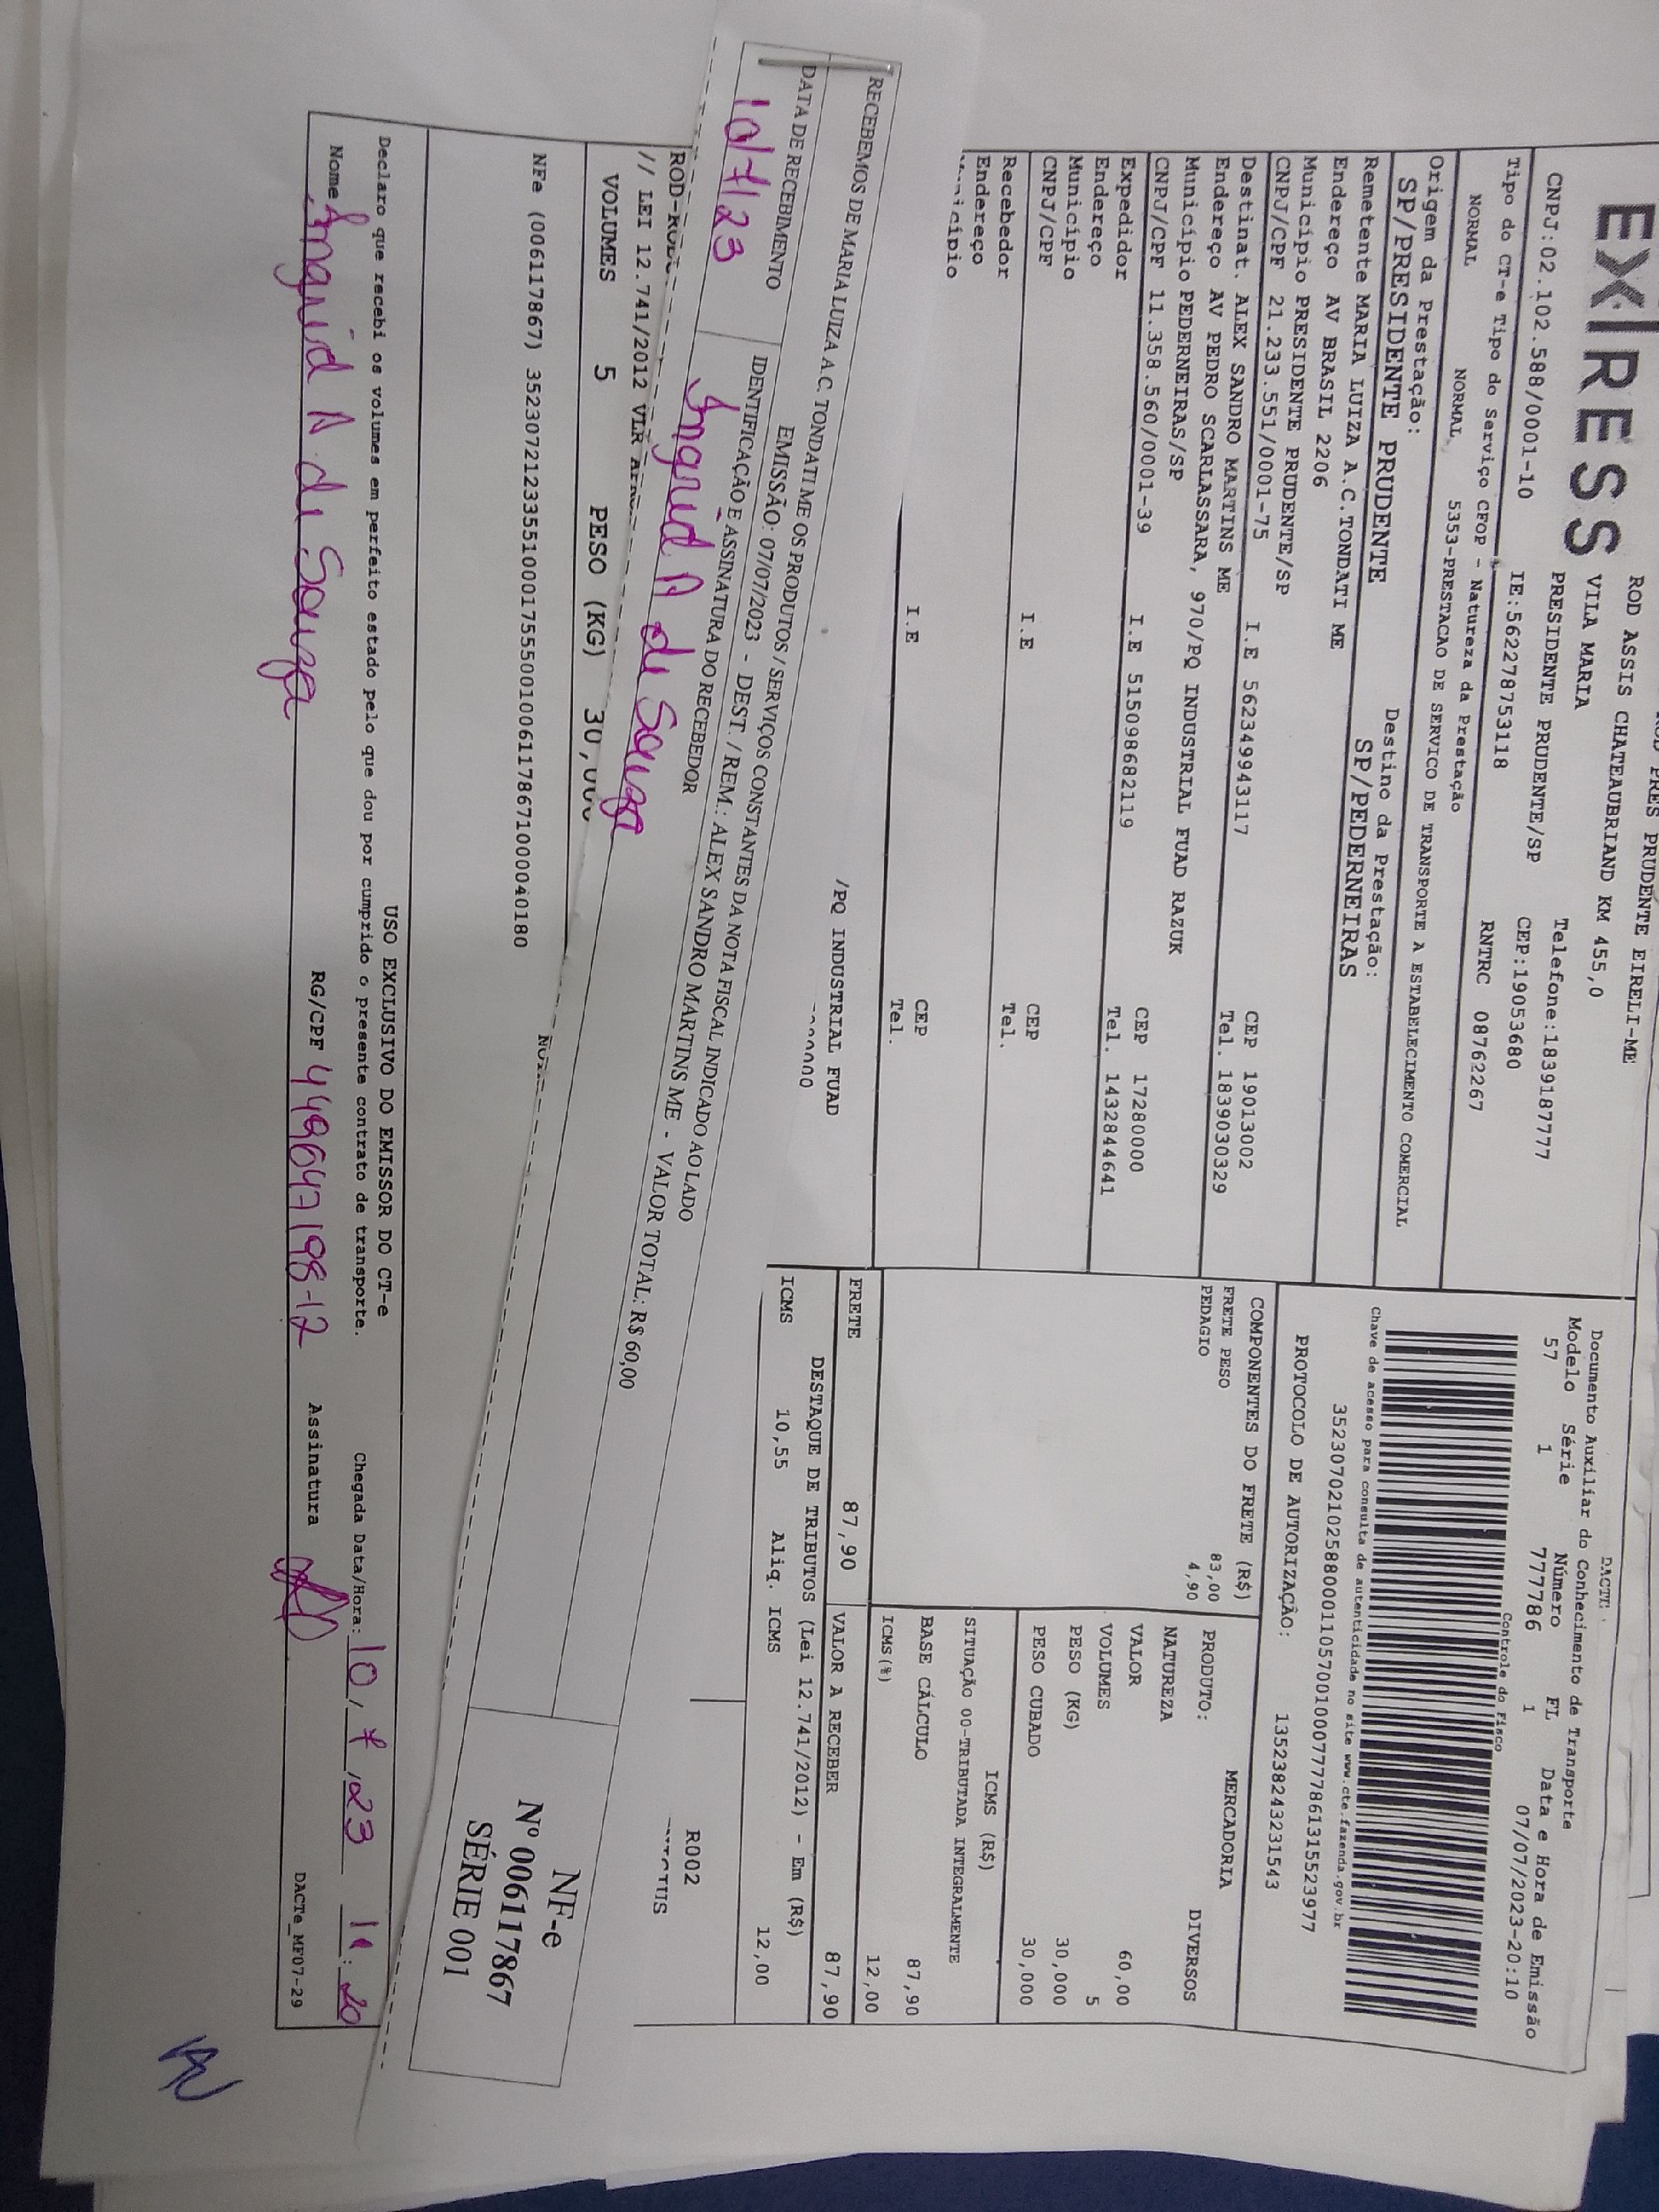 EXPRESS
PRES PRUDENTE EIRELI-ME
ROD ASSIS CHATEAUBRIAND KM 455,0
VILA MARIA
PRESIDENTE PRUDENTE/SP Telefone:1839187777
CNPJ:02.102.588/0001-10 IE:562278753118 CEP:19053680
Tipo do CT-e Tipo do Serviço CFOP - Natureza da Prestação RNTRC 08762267
NORMAL NORMAL 5353-PRESTACAO DE SERVICO DE TRANSPORTE A ESTABELECIMENTO COMERCIAL
Origem da Prestação: Destino da Prestação:
SP/PRESIDENTE PRUDENTE SP/PEDERNEIRAS
Remetente MARIA LUIZA A.C.TONDATI ME
Endereço AV BRASIL 2206
Município PRESIDENTE PRUDENTE/SP CEP 19013002
CNPJ/CPF 21.233.551/0001-75 I.E 562349943117 Tel. 1839030329
Destinat. ALEX SANDRO MARTINS ME
Endereço AV PEDRO SCARLASSARA, 970/PQ INDUSTRIAL FUAD RAZUK
Município PEDERNEIRAS/SP CEP 17280000
CNPJ/CPF 11.358.560/0001-39 I.E 515098682119 Tel. 1432844641
Expedidor
Endereço
Município CEP
CNPJ/CPF I.E Tel.
Recebedor
Endereço
Município CEP
I.E Tel.
/PQ INDUSTRIAL FUAD
DACTE
Documento Auxiliar do Conhecimento de Transporte
Modelo Série Número FL Data e Hora de Emissão
57 1 777786 1 07/07/2023-20:10
Controle do Fisco
Chave de acesso para consulta de autenticidade no site www.cte.fazenda.gov.br
35230702102588000110570010007777861315523977
PROTOCOLO DE AUTORIZAÇÃO: 135238243231543
COMPONENTES DO FRETE (R$)
FRETE PESO 83,00
PEDAGIO 4,90
FRETE 87,90
MERCADORIA
PRODUTO: DIVERSOS
NATUREZA
VALOR 60,00
VOLUMES 5
PESO (KG) 30,000
PESO CUBADO 30,000
ICMS (R$)
SITUAÇÃO 00-TRIBUTADA INTEGRALMENTE
BASE CÁLCULO 87,90
ICMS(%) 12,00
VALOR A RECEBER 87,90
DESTAQUE DE TRIBUTOS (Lei 12.741/2012) - Em (R$)
ICMS 10,55 Aliq. ICMS 12,00
R002
RECEBEMOS DE MARIA LUIZA A.C. TONDATI ME OS PRODUTOS / SERVIÇOS CONSTANTES DA NOTA FISCAL INDICADO AO LADO
EMISSÃO: 07/07/2023 - DEST. / REM.: ALEX SANDRO MARTINS ME - VALOR TOTAL: R$ 60,00
DATA DE RECEBIMENTO IDENTIFICAÇÃO E ASSINATURA DO RECEBEDOR
10/7/23 Ingrid A de Souza
NF-e
Nº 006117867
SÉRIE 001
// LEI 12.741/2012 VLR
VOLUMES 5 PESO (KG) 30,000
NFe (006117867) 35230721233551000175550010061178671000040180
USO EXCLUSIVO DO EMISSOR DO CT-e
Declaro que recebi os volumes em perfeito estado pelo que dou por cumprido o presente contrato de transporte. Chegada Data/Hora: 10/7/23 11:20
Nome Ingrid A de Souza RG/CPF 449647198-12 Assinatura
DACTe_MF07-29